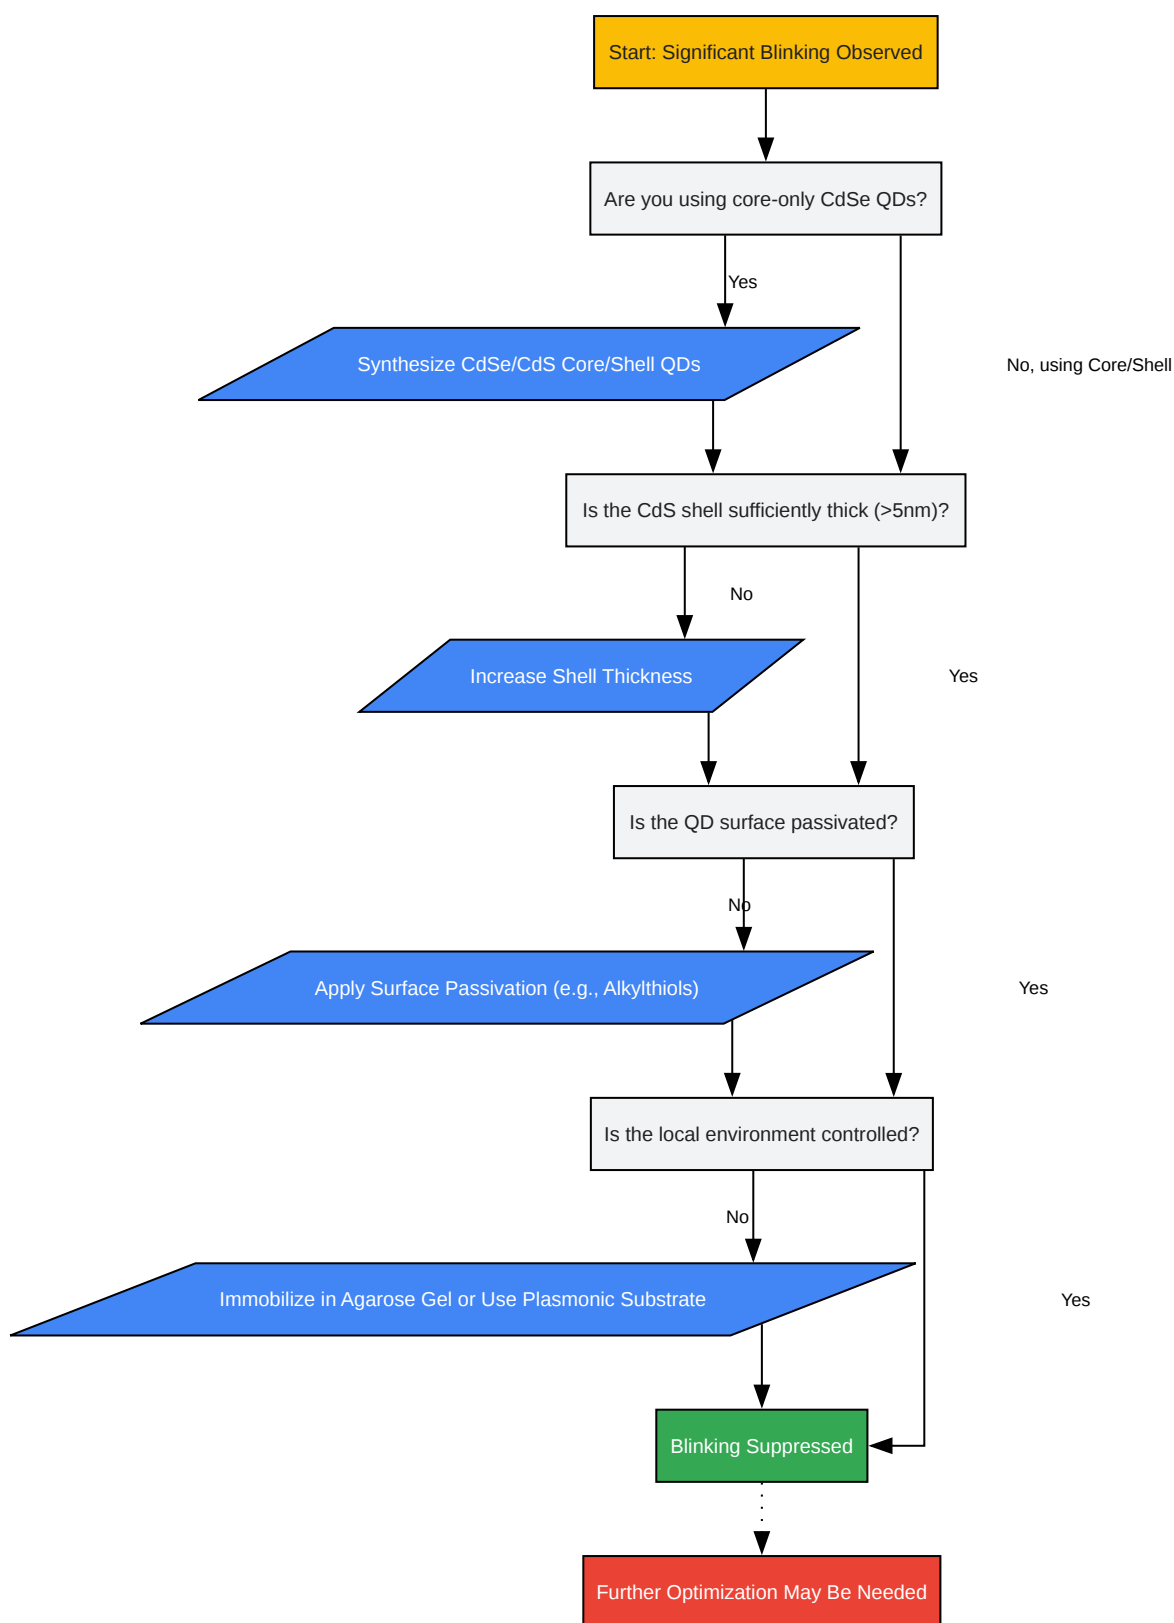 Start: Significant Blinking Observed
Are you using core-only CdSe QDs?
Yes
Synthesize CdSe/CdS Core/Shell QDs
No, using Core/Shell
Is the CdS shell sufficiently thick (>5nm)?
No
Increase Shell Thickness
Yes
Is the QD surface passivated?
No
Apply Surface Passivation (e.g., Alkylthiols)
Yes
Is the local environment controlled?
No
Immobilize in Agarose Gel or Use Plasmonic Substrate
Yes
Blinking Suppressed
Further Optimization May Be Needed